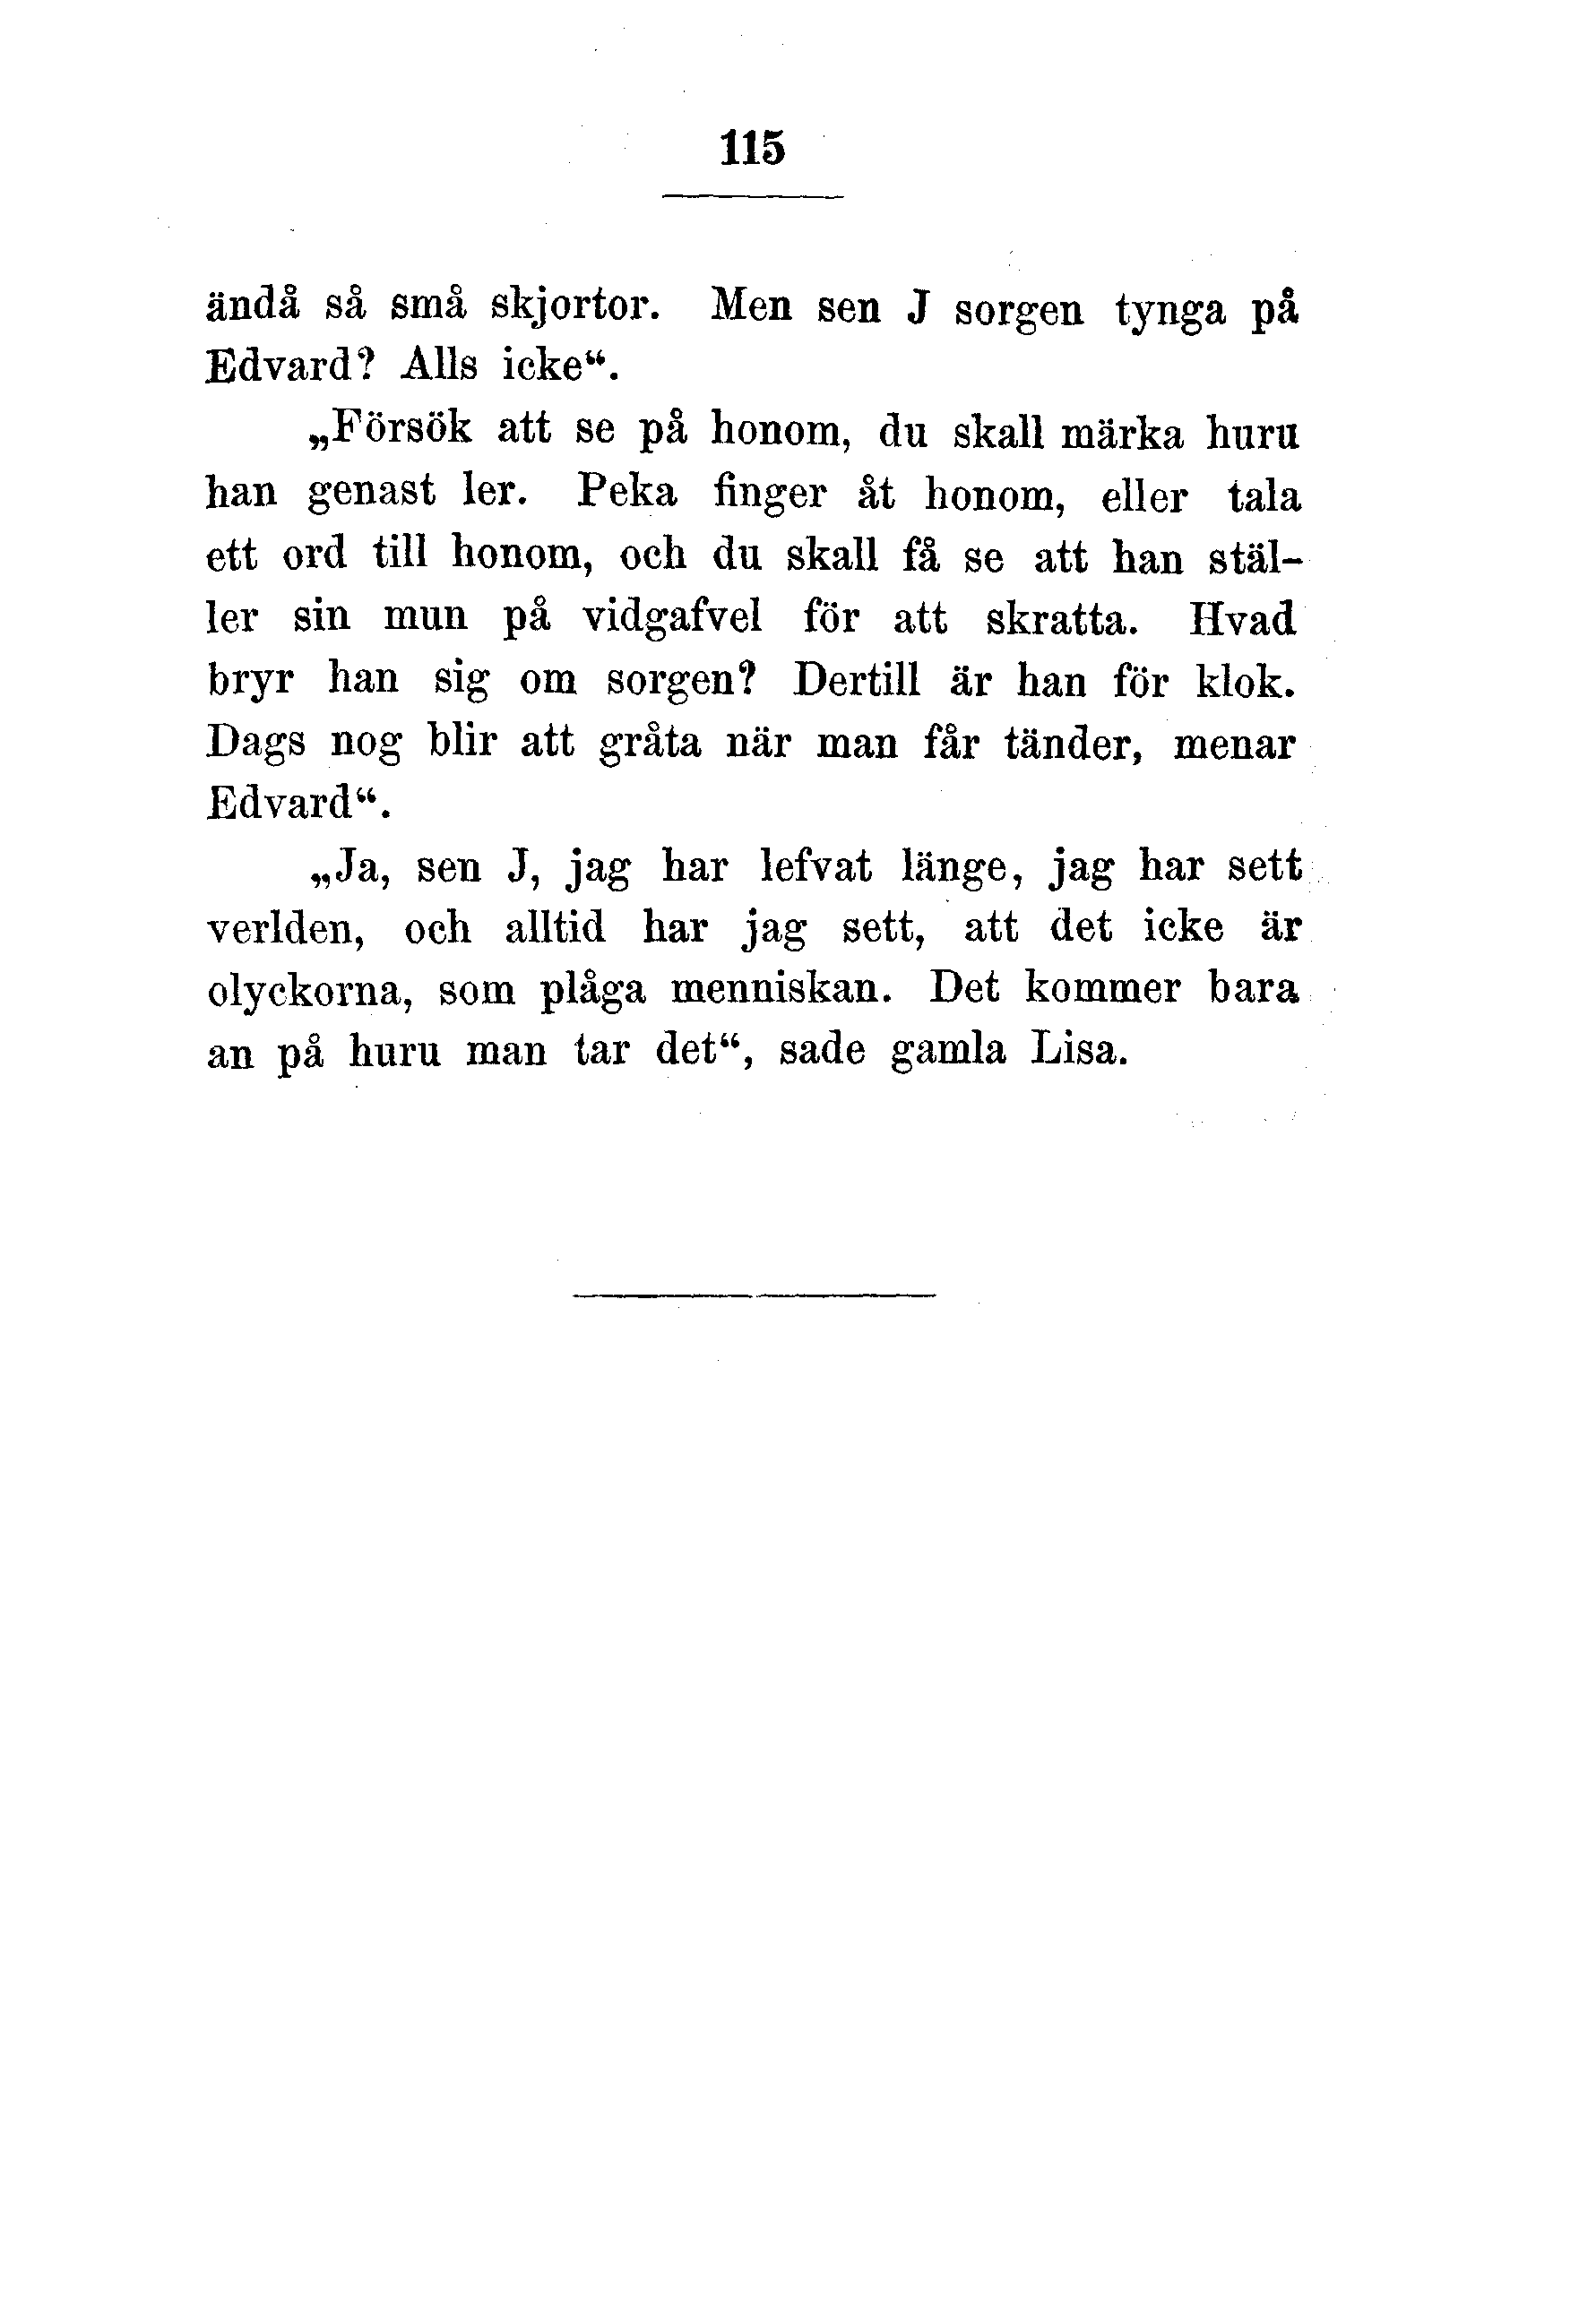 115
ändå så små skjortor. Men sen J sorgen tynga på
Edvard? Alls icke“.
„Försök att se på honom, du skall märka huru
han genast ler. Peka finger åt honom, eller tala
ett ord till honom, och du skall få se att han stäl-
ler sin mun på vidgafvel för att skratta. Hvad
bryr han sig om sorgen? Dertill är han för klok.
Dags nog blir att gråta när man får tänder, menar
Edvard“.
„Ja, sen J, jag har lefvat länge, jag har sett
verlden, och alltid har jag sett, att det icke är
olyckorna, som plåga menniskan. Det kommer bara
an på huru man tar det“, sade gamla Lisa.